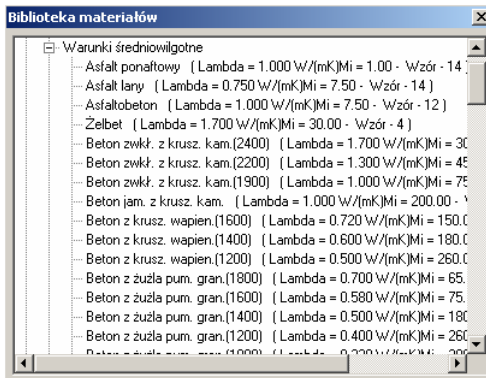 Biblioteka materiałów
Warunki średniowilgotne
Asfalt ponaftowy ( Lambda = 1.000 W/(mK)Mi = 1.00 - Wzór - 14 )
Asfalt lany ( Lambda = 0.750 W/(mK)Mi = 7.50 - Wzór - 14 )
Asfaltobeton ( Lambda = 1.000 W/(mK)Mi = 7.50 - Wzór - 12 )
Żelbet ( Lambda = 1.700 W/(mK)Mi = 30.00 - Wzór - 4 )
Beton zwkł. z krusz. kam.(2400) ( Lambda = 1.700 W/(mK)Mi = 30
Beton zwkł. z krusz. kam.(2200) ( Lambda = 1.300 W/(mK)Mi = 45
Beton zwkł. z krusz. kam.(1900) ( Lambda = 1.000 W/(mK)Mi = 75
Beton jam. z krusz. kam. ( Lambda = 1.000 W/(mK)Mi = 200.00 -
Beton z krusz. wapien.(1600) ( Lambda = 0.720 W/(mK)Mi = 150.0
Beton z krusz. wapien.(1400) ( Lambda = 0.600 W/(mK)Mi = 180.0
Beton z krusz. wapien.(1200) ( Lambda = 0.500 W/(mK)Mi = 260.0
Beton z żużla pum. gran.(1800) ( Lambda = 0.700 W/(mK)Mi = 65.
Beton z żużla pum. gran.(1600) ( Lambda = 0.580 W/(mK)Mi = 75.
Beton z żużla pum. gran.(1400) ( Lambda = 0.500 W/(mK)Mi = 180
Beton z żużla pum. gran.(1200) ( Lambda = 0.400 W/(mK)Mi = 260